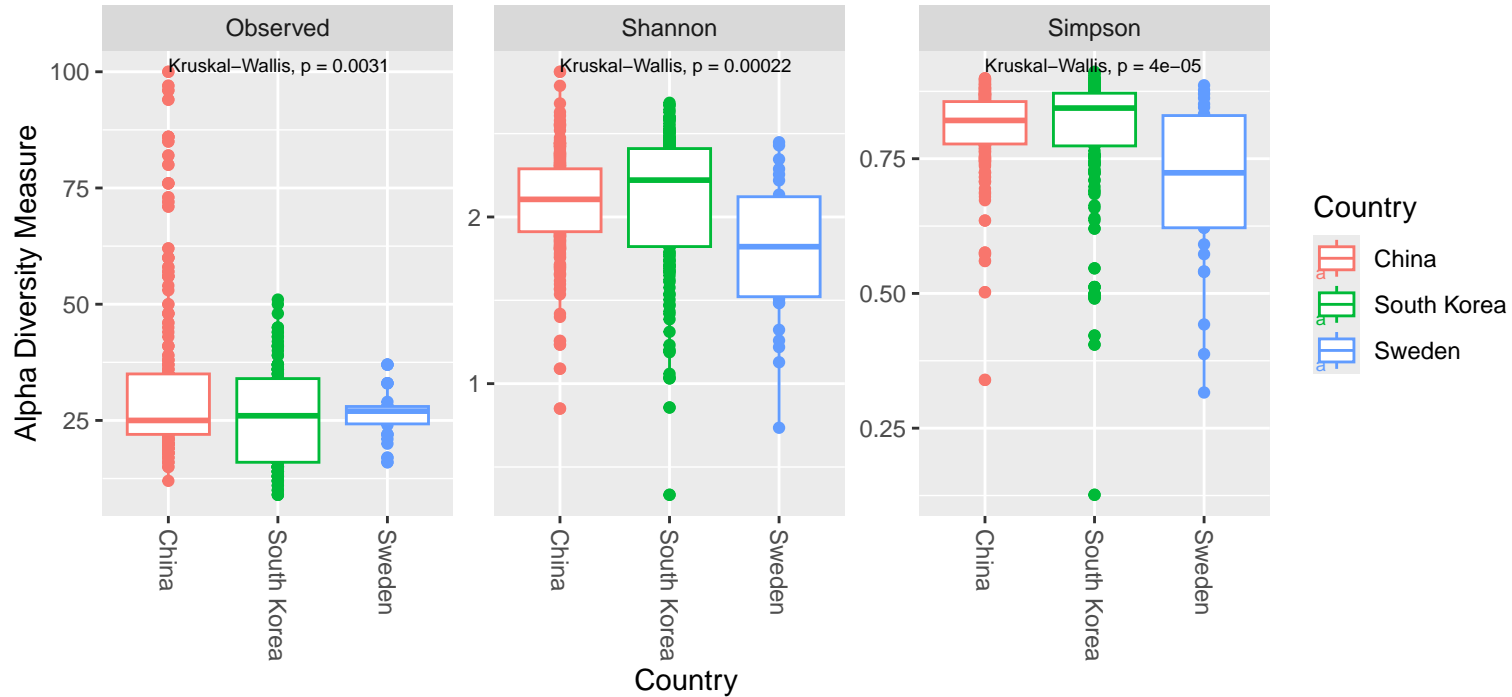 Observed
Shannon
Simpson
Kruskal−Wallis, p = 0.0031
Kruskal−Wallis, p = 0.00022
Kruskal−Wallis, p = 4e−05
Alpha Diversity Measure
100
75
50
25
2
1
0.75
0.50
0.25
China
South Korea
Sweden
China
South Korea
Sweden
China
South Korea
Sweden
Country
Country
a China
a South Korea
a Sweden